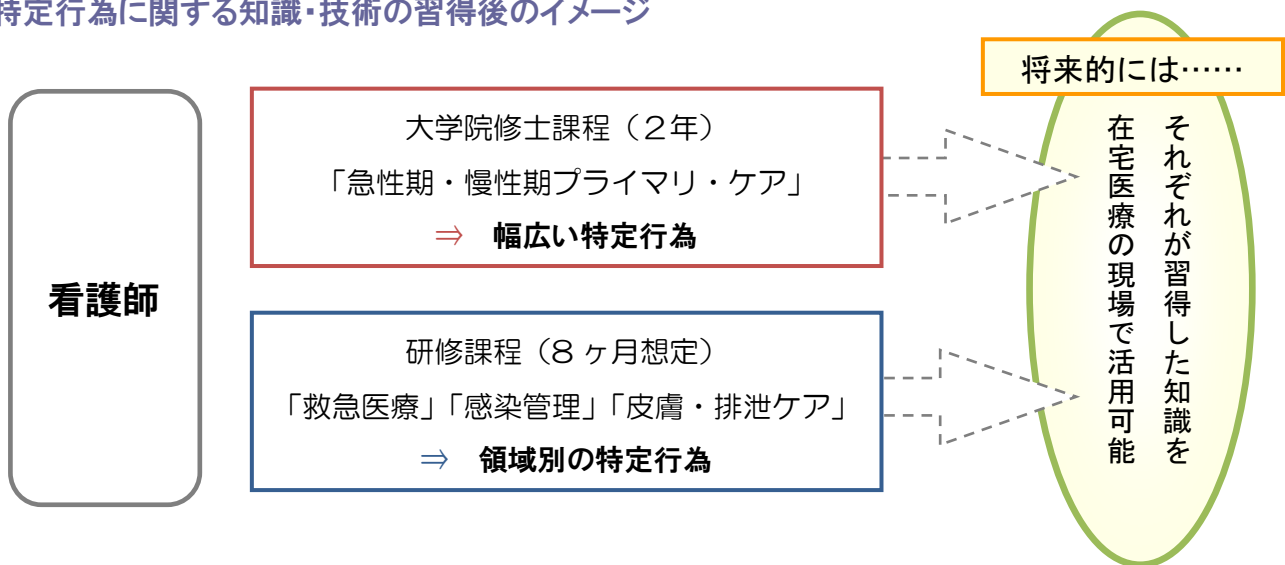 特定行為に関する知識・技術の習得後のイメージ
看護師
大学院修士課程（２年）
「急性期・慢性期プライマリ・ケア」
⇒　幅広い特定行為
研修課程（８ヶ月想定）
「救急医療」「感染管理」「皮膚・排泄ケア」
⇒　領域別の特定行為
将来的には……
それぞれが習得した知識を
在宅医療の現場で活用可能